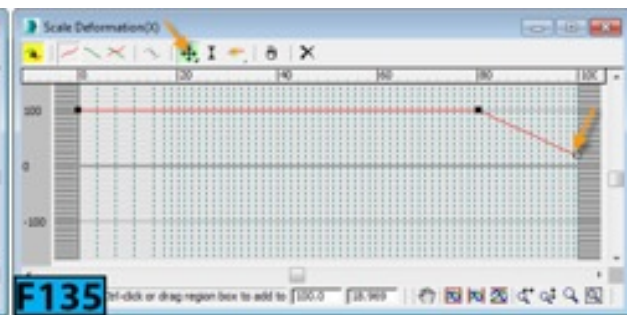 Scale Deformation(X)
0 20 40 60 80 100
100
0
-100
F135
Ctrl-click or drag region box to add to 100.0 18.969